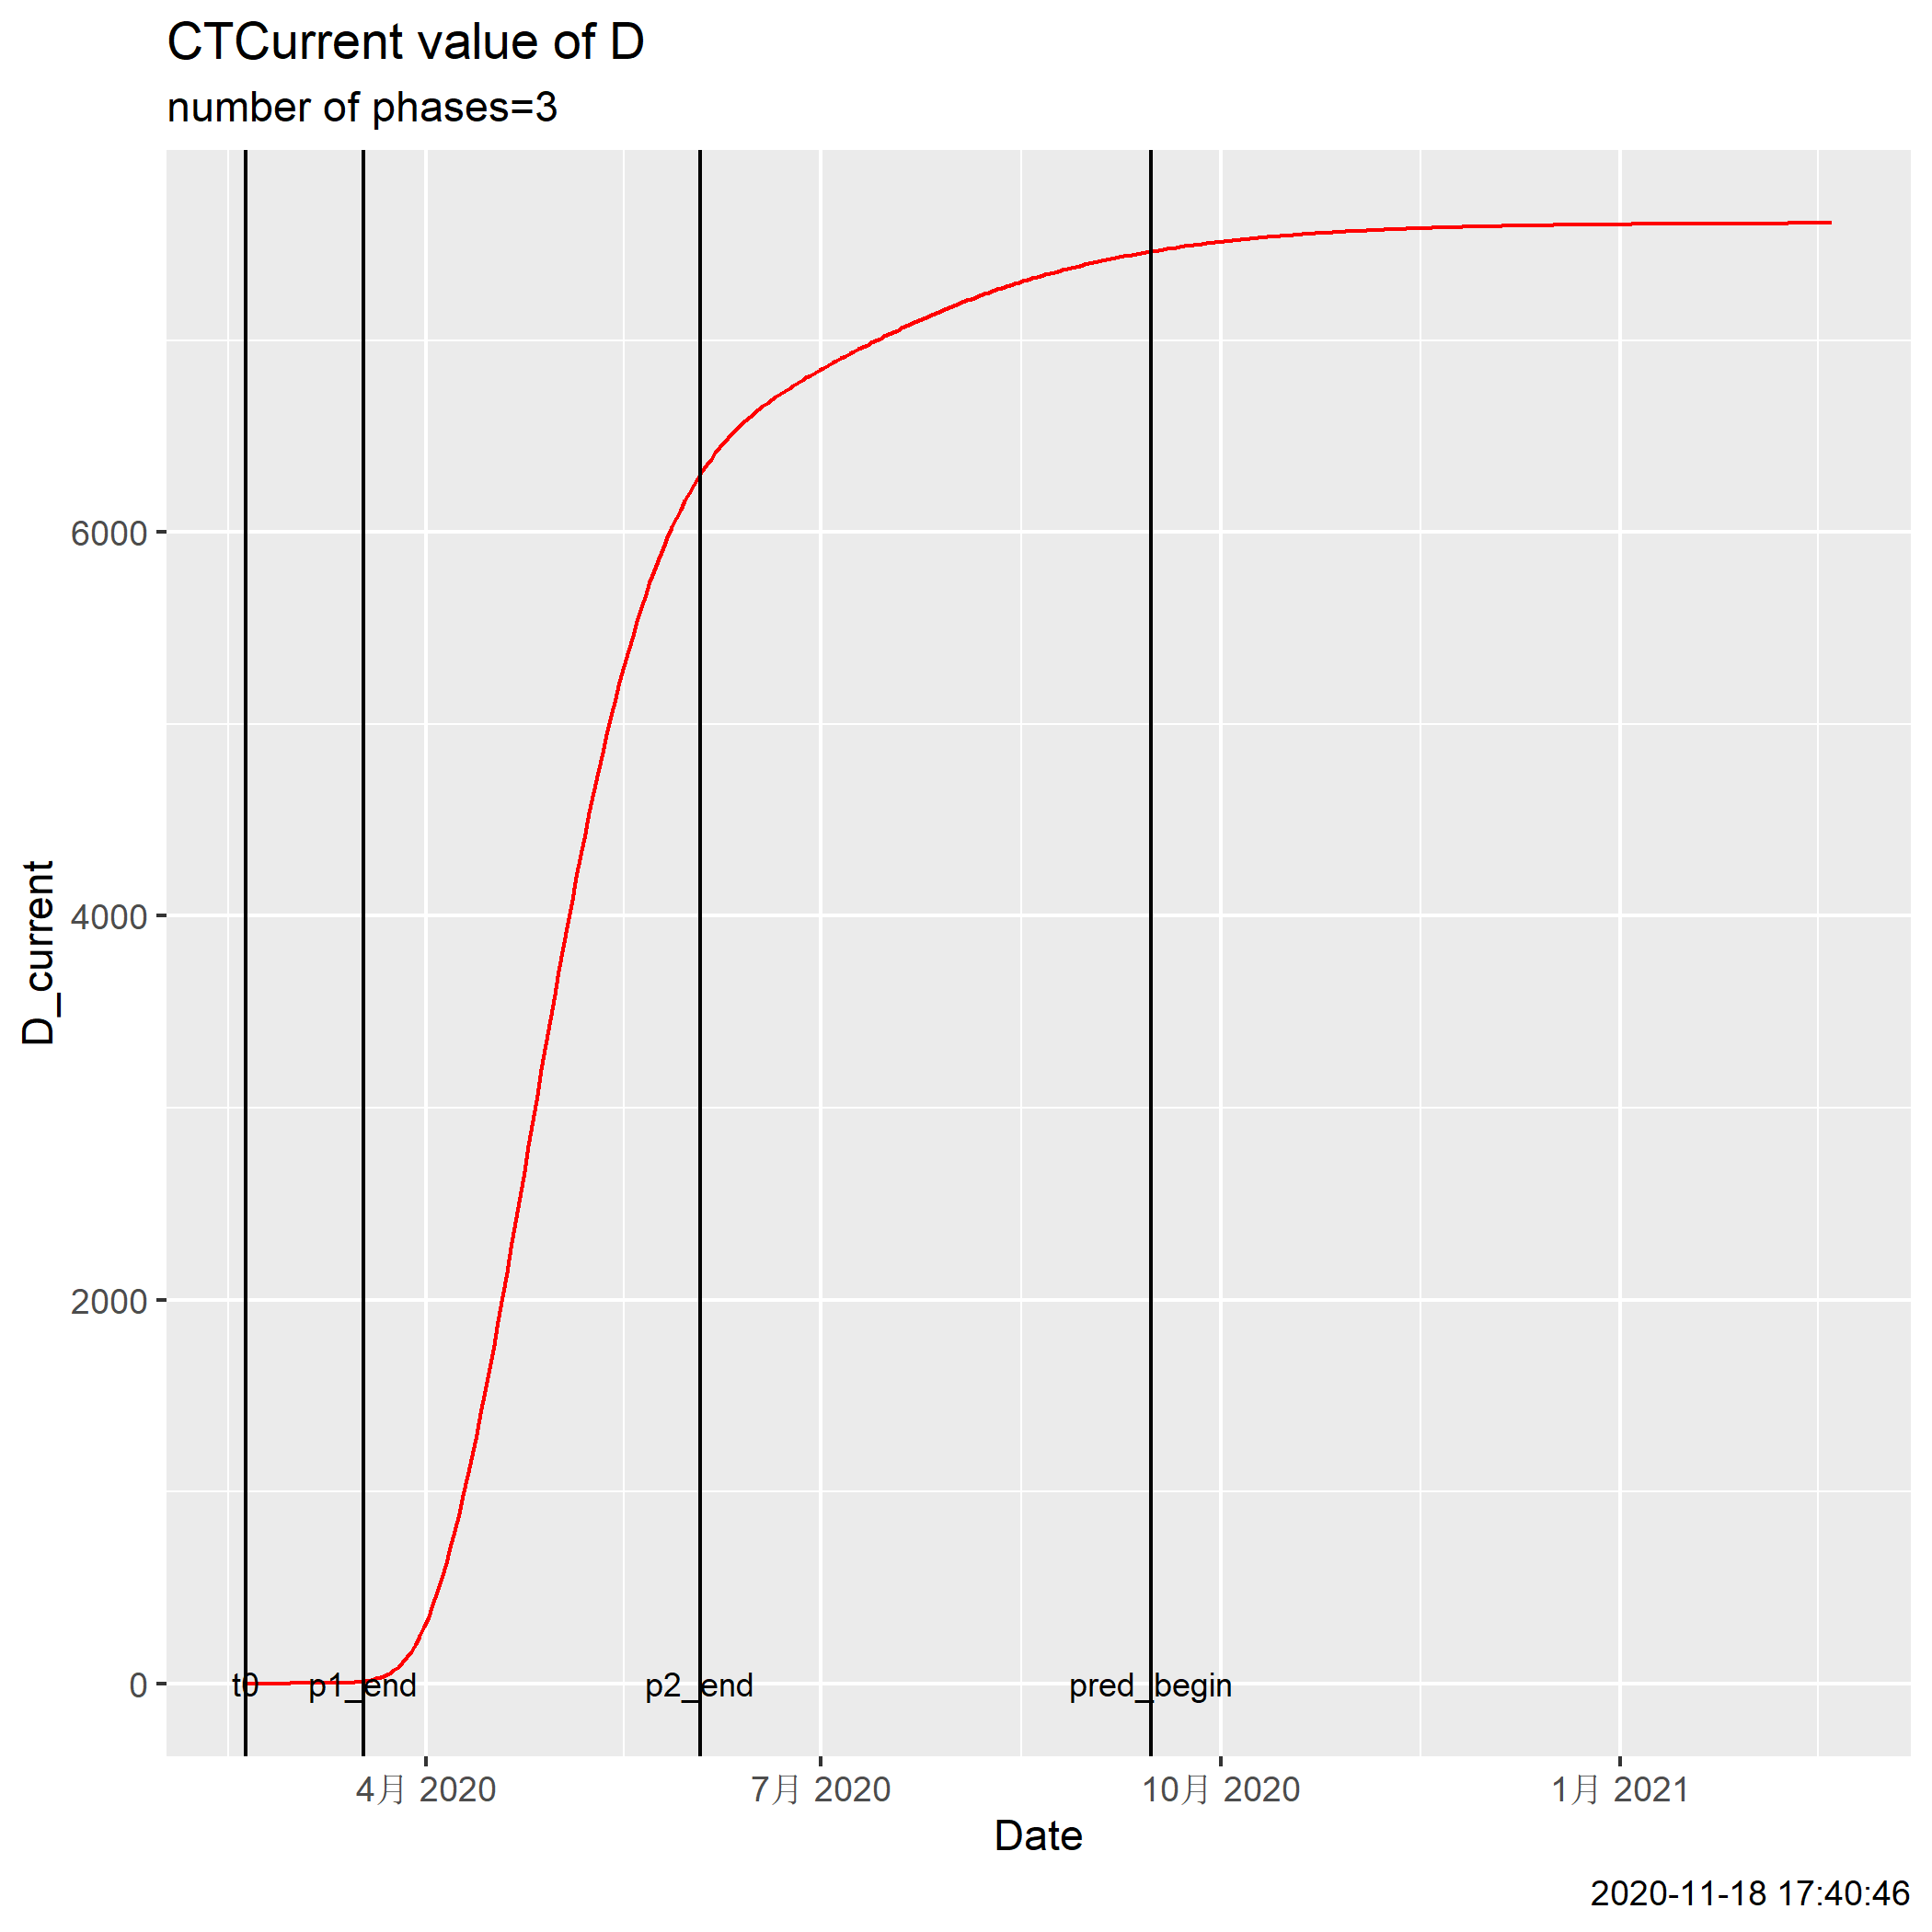 CTCurrent value of D
number of phases=3
D_current
6000
4000
2000
0
t0 p1_end p2_end pred_begin
4月 2020 7月 2020 10月 2020 1月 2021
Date
2020-11-18 17:40:46